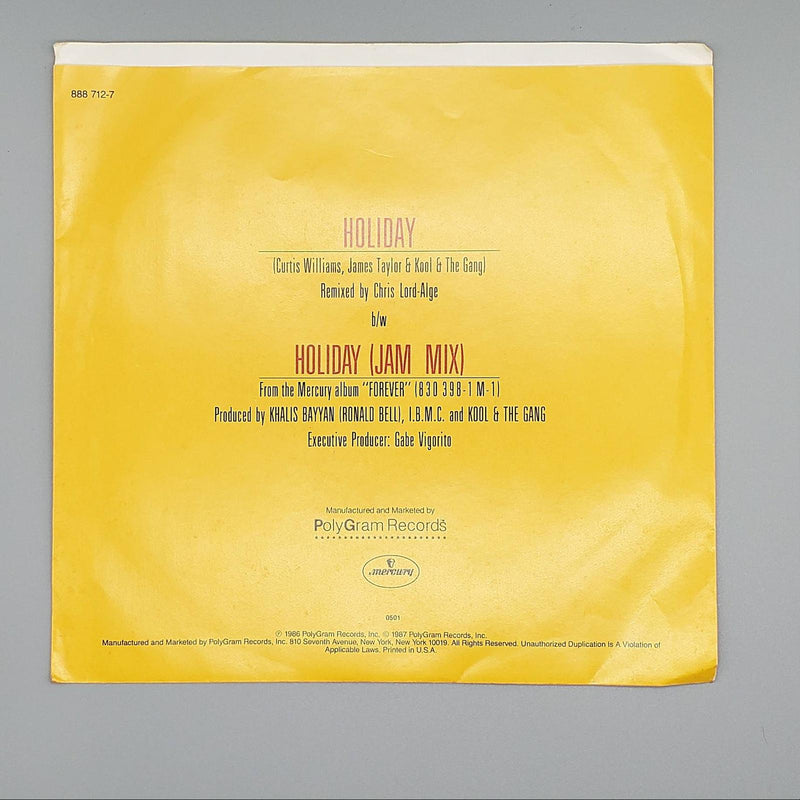 888 712-7
HOLIDAY
(Curtis Williams, James Taylor & Kool & The Gang)
Remixed by Chris Lord-Alge
b/w
HOLIDAY (JAM MIX)
From the Mercury album "FOREVER" (830 398-1 M-1)
Produced by KHALIS BAYYAN (RONALD BELL), I.B.M.C. and KOOL & THE GANG
Executive Producer: Gabe Vigorito
Manufactured and Marketed by
PolyGram Records
mercury
0501
℗ 1986 PolyGram Records, Inc. © 1987 PolyGram Records, Inc.
Manufactured and Marketed by PolyGram Records, Inc. 810 Seventh Avenue, New York, New York 10019. All Rights Reserved. Unauthorized Duplication Is A Violation of
Applicable Laws. Printed in U.S.A.